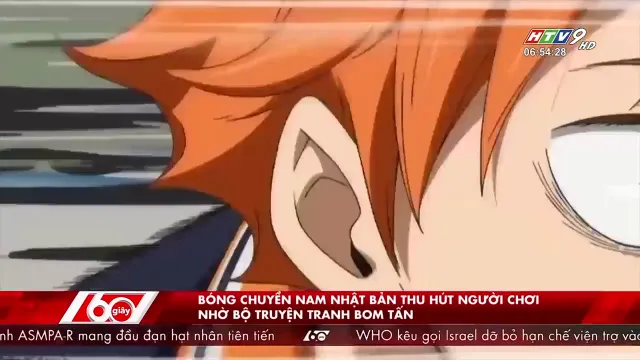 HTV9 HD
06:54:28
60 giây
BÓNG CHUYỀN NAM NHẬT BẢN THU HÚT NGƯỜI CHƠI
NHỜ BỘ TRUYỆN TRANH BOM TẤN
nh ASMPA-R mang đầu đạn hạt nhân tiên tiến 60 WHO kêu gọi Israel dỡ bỏ hạn chế viện trợ và